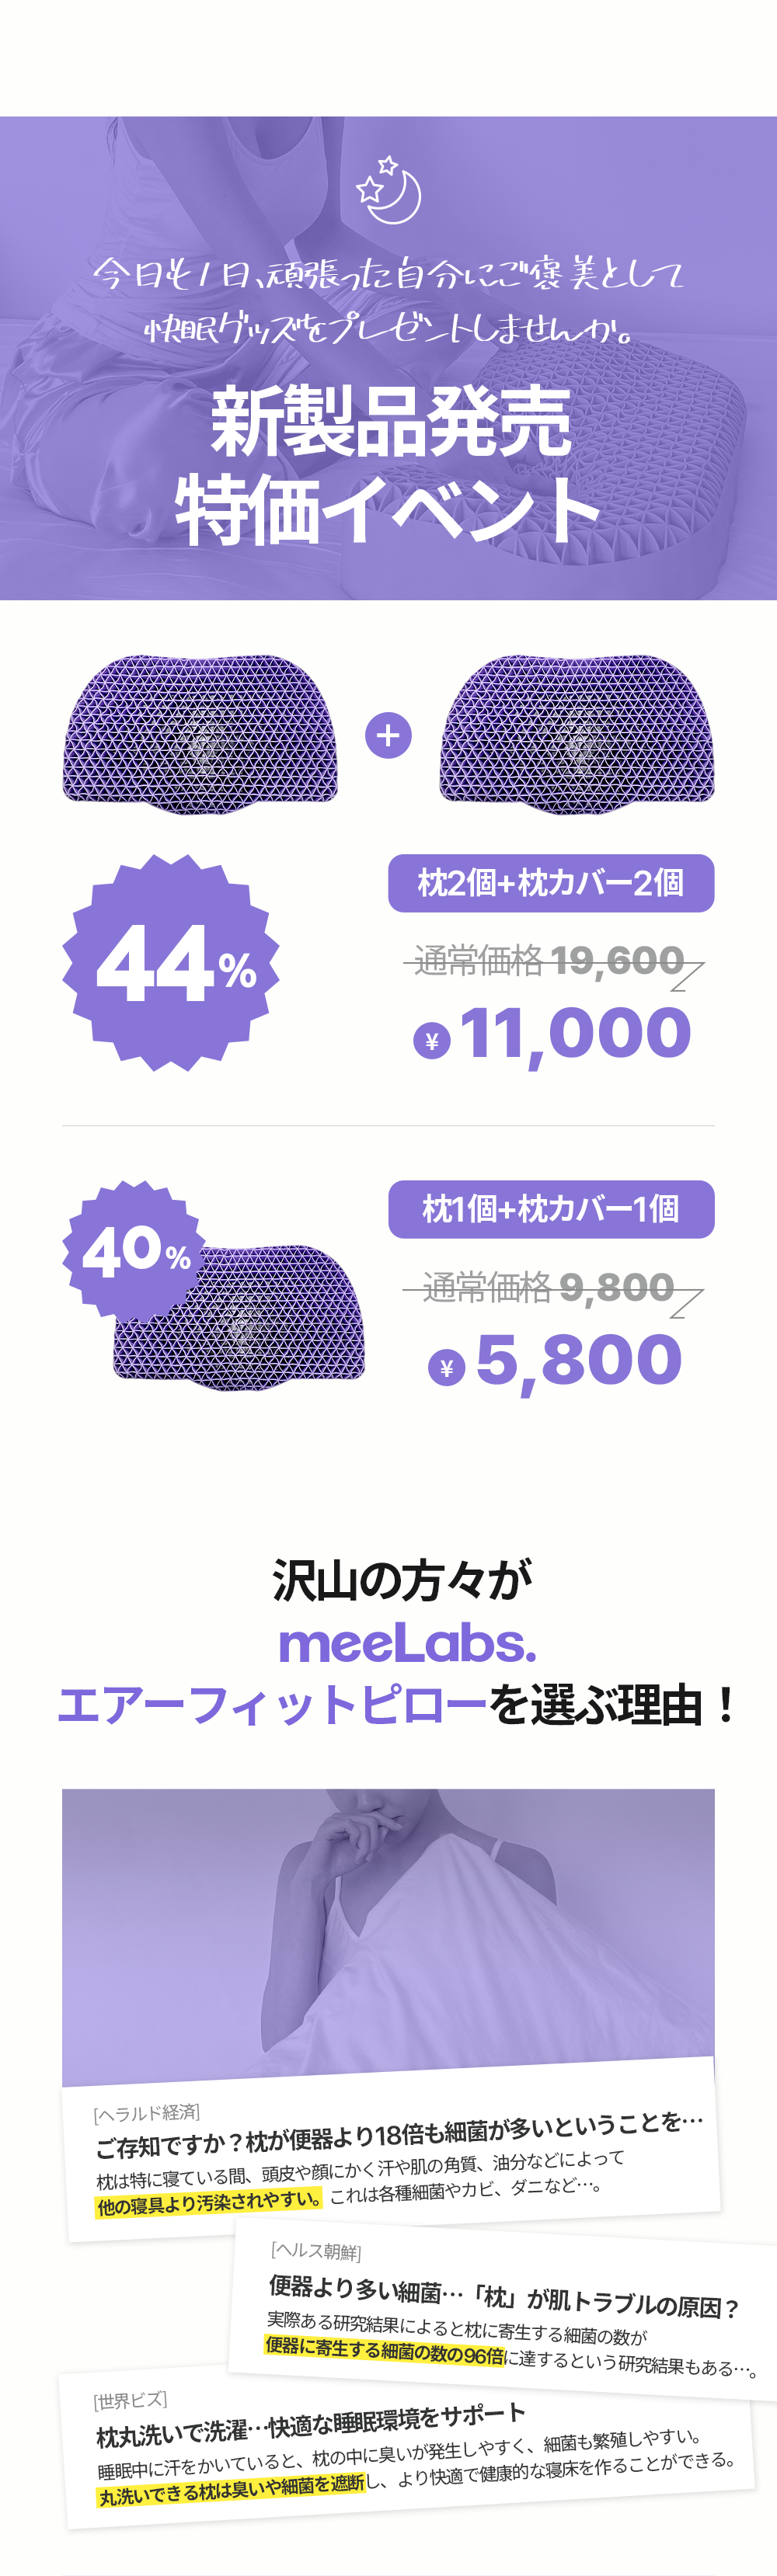 今日も1日、頑張った自分にご褒美として
快眠グッズをプレゼントしませんか。
新製品発売
特価イベント
枕2個+枕カバー2個
44%
通常価格 19,600
¥ 11,000
枕1個+枕カバー1個
40%
通常価格 9,800
¥ 5,800
沢山の方々が
meeLabs.
エアーフィットピローを選ぶ理由！
[ヘラルド経済]
ご存知ですか？枕が便器より18倍も細菌が多いということを…
枕は特に寝ている間、頭皮や顔にかく汗や肌の角質、油分などによって
他の寝具より汚染されやすい。これは各種細菌やカビ、ダニなど…。
[ヘルス朝鮮]
便器より多い細菌…「枕」が肌トラブルの原因？
実際ある研究結果によると枕に寄生する細菌の数が
便器に寄生する細菌の数の96倍に達するという研究結果もある…。
[世界ビズ]
枕丸洗いで洗濯…快適な睡眠環境をサポート
睡眠中に汗をかいていると、枕の中に臭いが発生しやすく、細菌も繁殖しやすい。
丸洗いできる枕は臭いや細菌を遮断し、より快適で健康的な寝床を作ることができる。